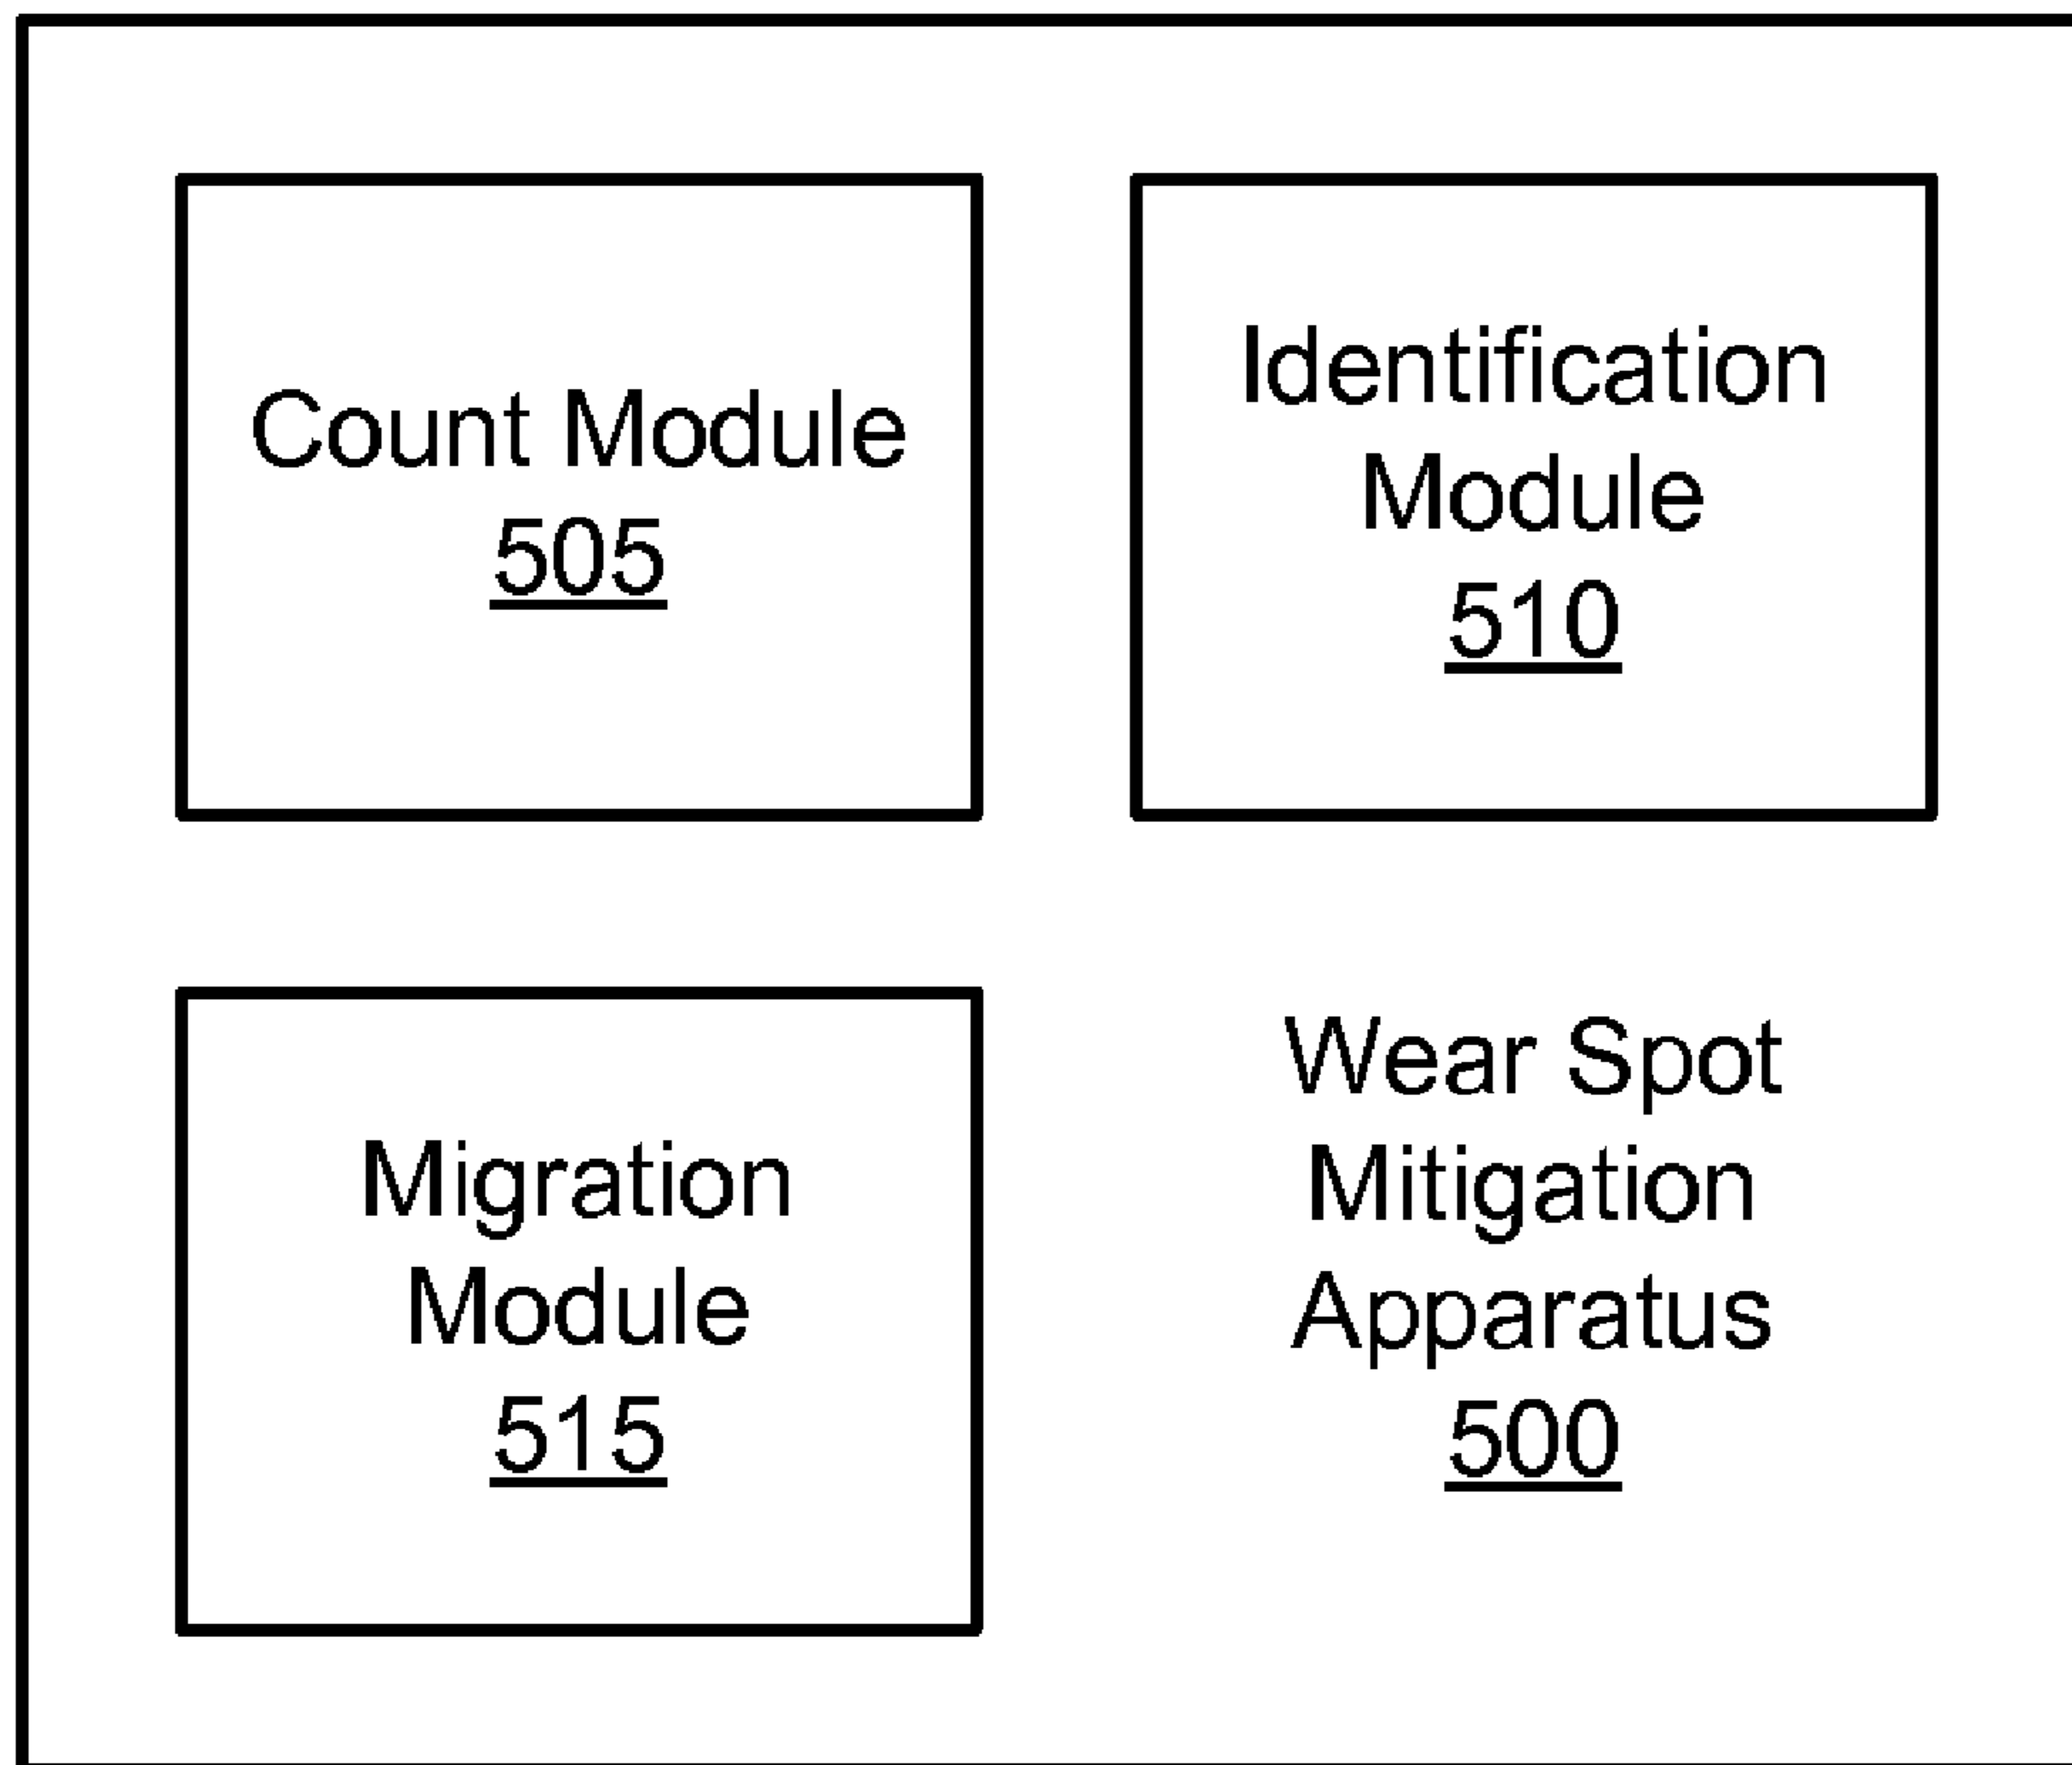 Count Module
505
Identification
Module
510
Migration
Module
515
Wear Spot
Mitigation
Apparatus
500